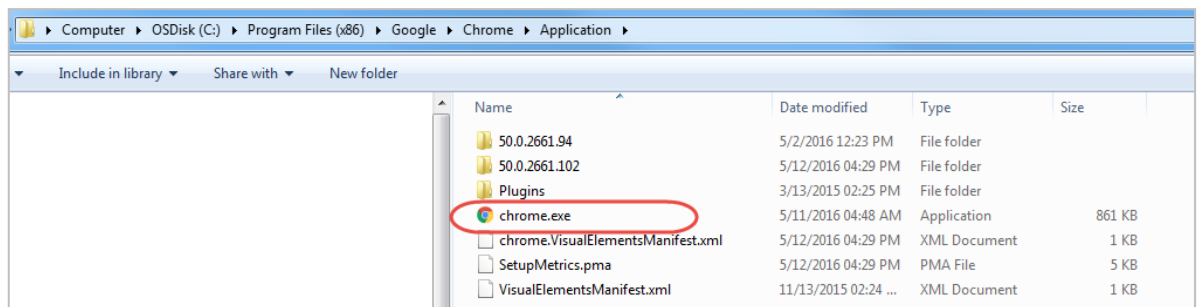 Computer OSDisk (C:) Program Files (x86) Google Chrome Application
Include in library Share with New folder
Name Date modified Type Size
50.0.2661.94 5/2/2016 12:23 PM File folder
50.0.2661.102 5/12/2016 04:29 PM File folder
Plugins 3/13/2015 02:25 PM File folder
chrome.exe 5/11/2016 04:48 AM Application 861 KB
chrome.VisualElementsManifest.xml 5/12/2016 04:29 PM XML Document 1 KB
SetupMetrics.pma 5/12/2016 04:29 PM PMA File 5 KB
VisualElementsManifest.xml 11/13/2015 02:24 ... XML Document 1 KB